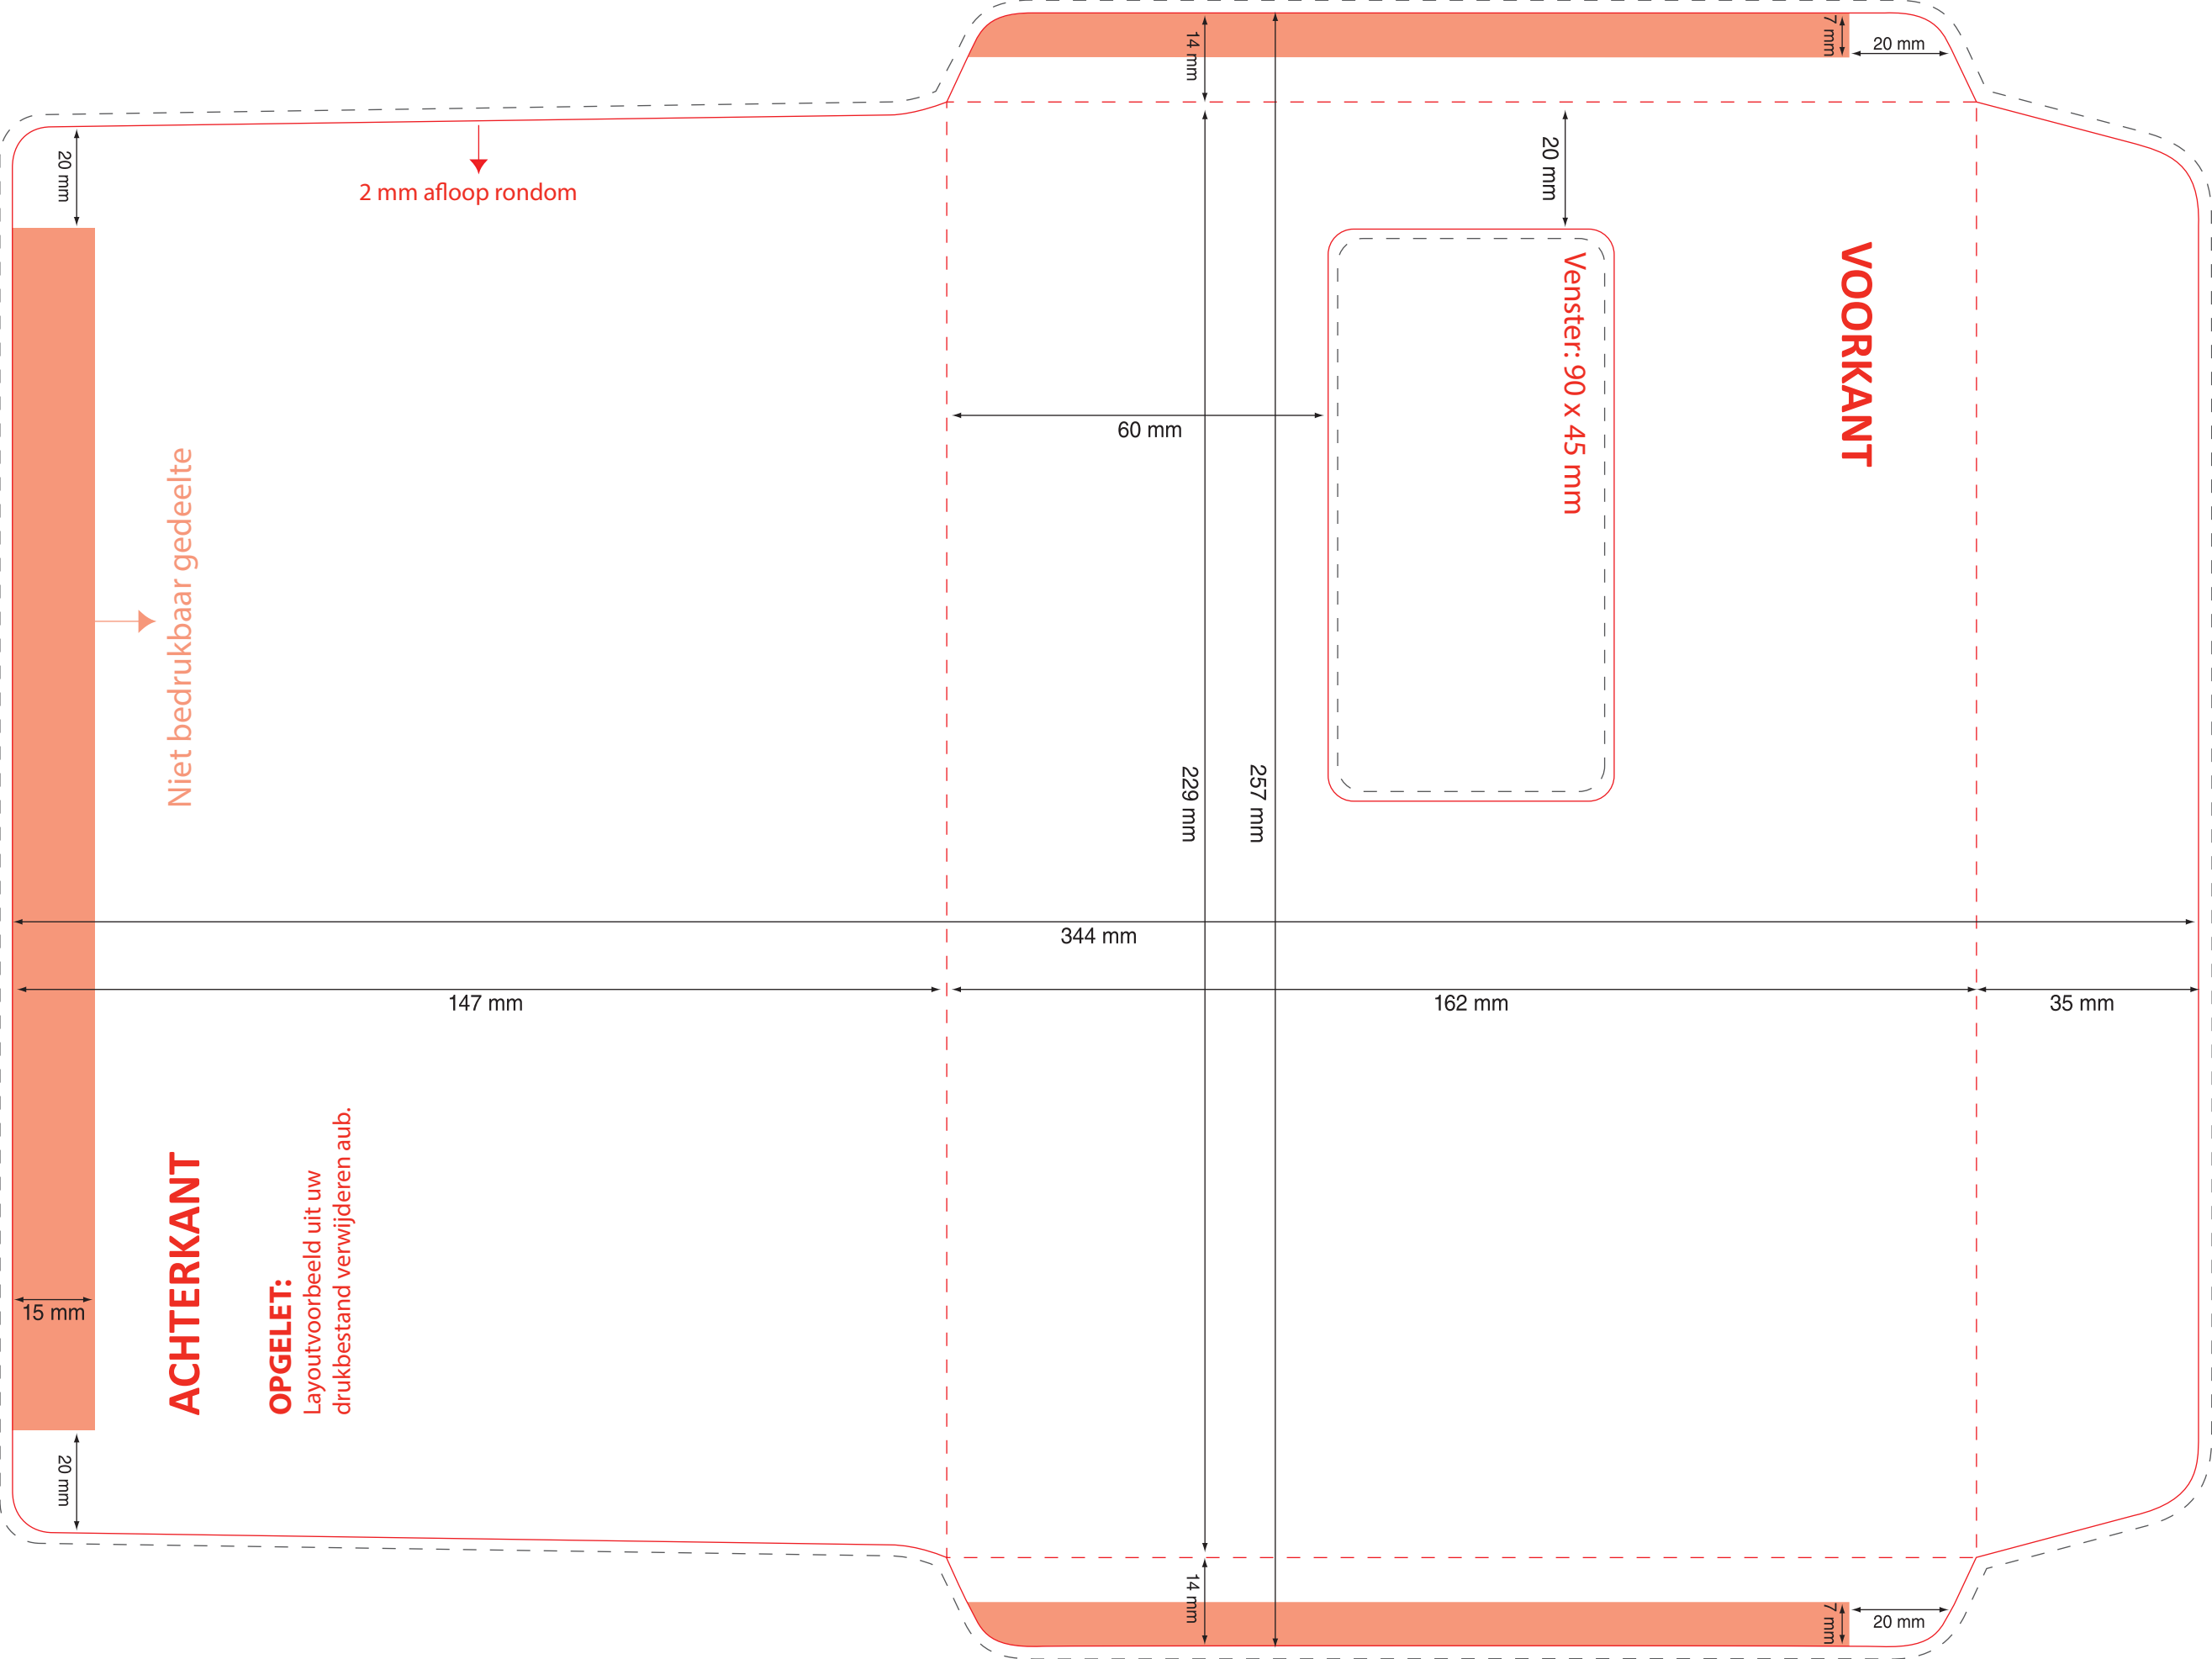 14 mm
7 mm
20 mm
20 mm
2 mm afloop rondom
20 mm
Venster: 90 x 45 mm
VOORKANT
60 mm
Niet bedrukbaar gedeelte
229 mm
257 mm
344 mm
147 mm
162 mm
35 mm
15 mm
ACHTERKANT
OPGELET:
Layoutvoorbeeld uit uw
drukbestand verwijderen aub.
20 mm
14 mm
7 mm
20 mm